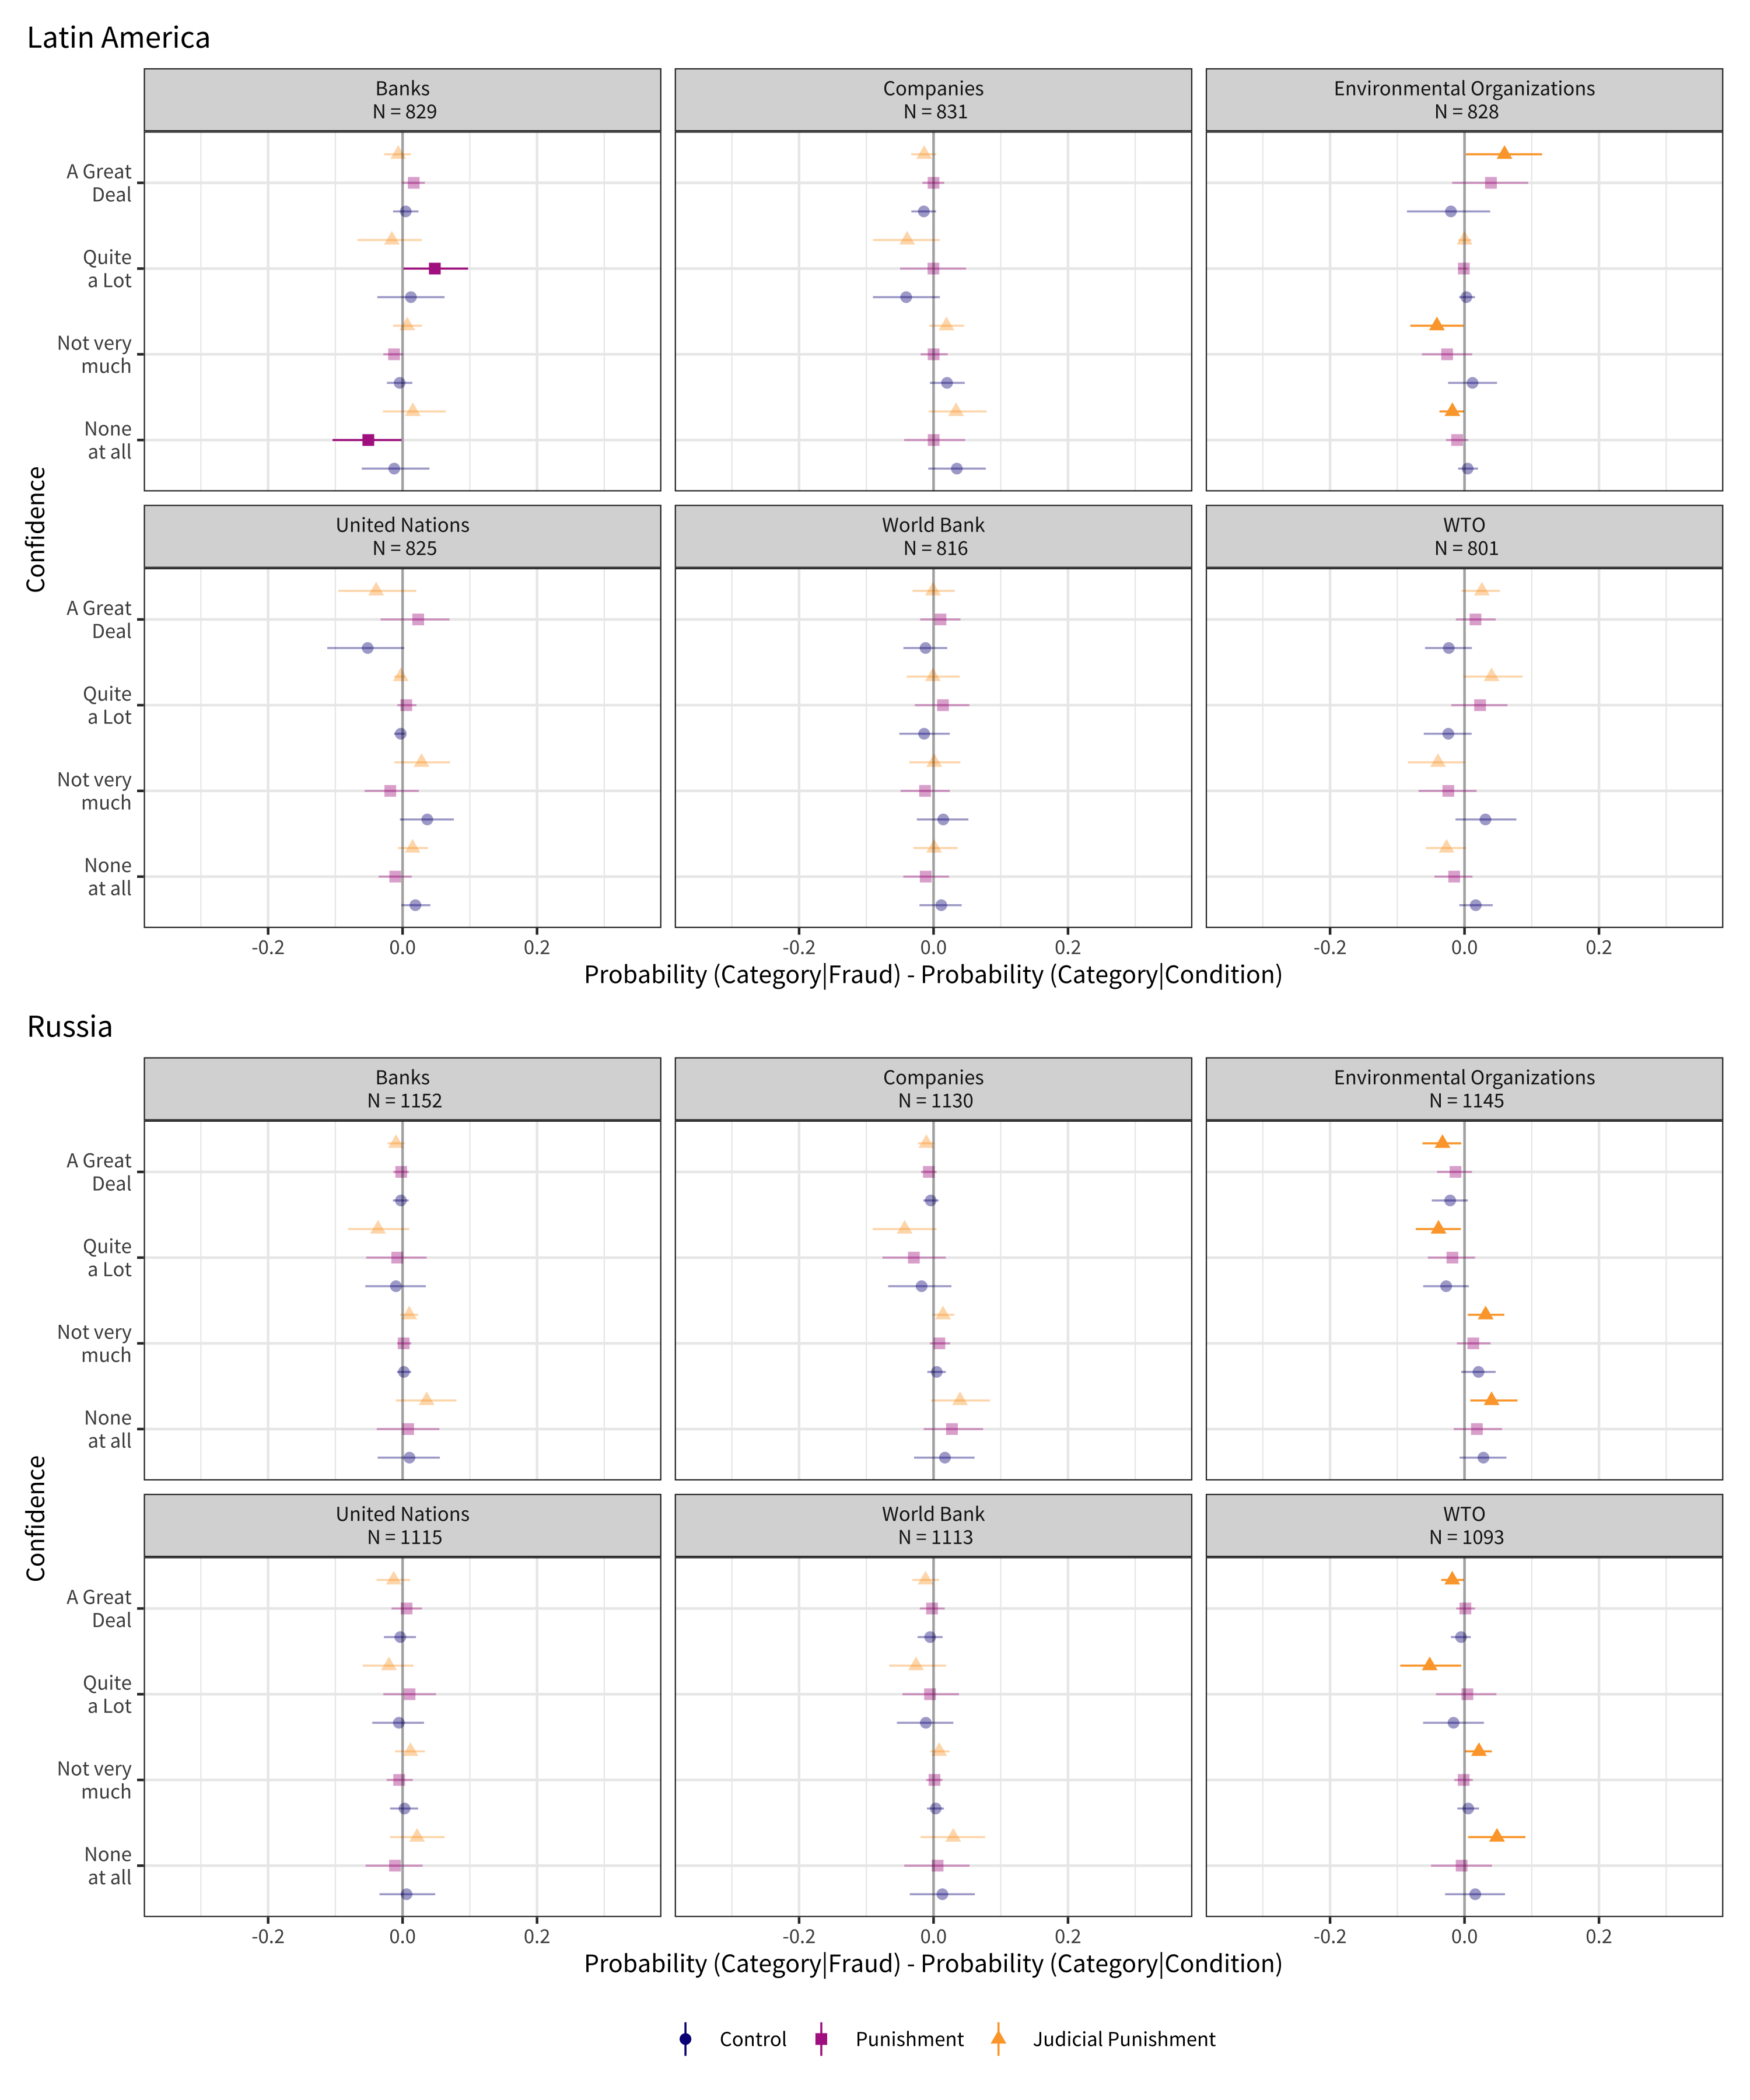 Latin America
Banks
N = 829
Companies
N = 831
Environmental Organizations
N = 828
A Great
Deal
Quite
a Lot
Not very
much
None
at all
Confidence
United Nations
N = 825
World Bank
N = 816
WTO
N = 801
A Great
Deal
Quite
a Lot
Not very
much
None
at all
-0.2 0.0 0.2 -0.2 0.0 0.2 -0.2 0.0 0.2
Probability (Category|Fraud) - Probability (Category|Condition)
Russia
Banks
N = 1152
Companies
N = 1130
Environmental Organizations
N = 1145
A Great
Deal
Quite
a Lot
Not very
much
None
at all
Confidence
United Nations
N = 1115
World Bank
N = 1113
WTO
N = 1093
A Great
Deal
Quite
a Lot
Not very
much
None
at all
-0.2 0.0 0.2 -0.2 0.0 0.2 -0.2 0.0 0.2
Probability (Category|Fraud) - Probability (Category|Condition)
Control Punishment Judicial Punishment